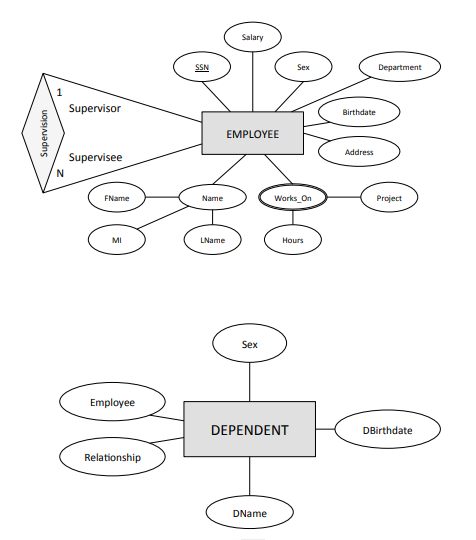 Salary
SSN
Sex
Department
1
Supervisor
Birthdate
Supervision
EMPLOYEE
Supervisee
Address
N
FName
Name
Works_On
Project
MI
LName
Hours
Sex
Employee
DEPENDENT
DBirthdate
Relationship
DName